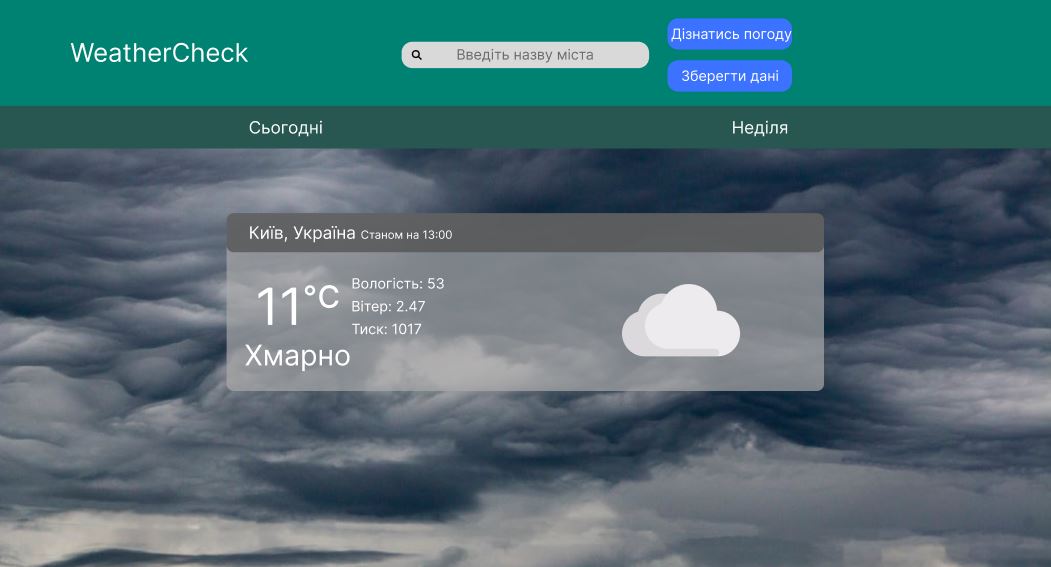 WeatherCheck
Введіть назву міста
Дізнатись погоду
Зберегти дані
Сьогодні
Неділя
Київ, Україна Станом на 13:00
11°C
Вологість: 53
Вітер: 2.47
Тиск: 1017
Хмарно